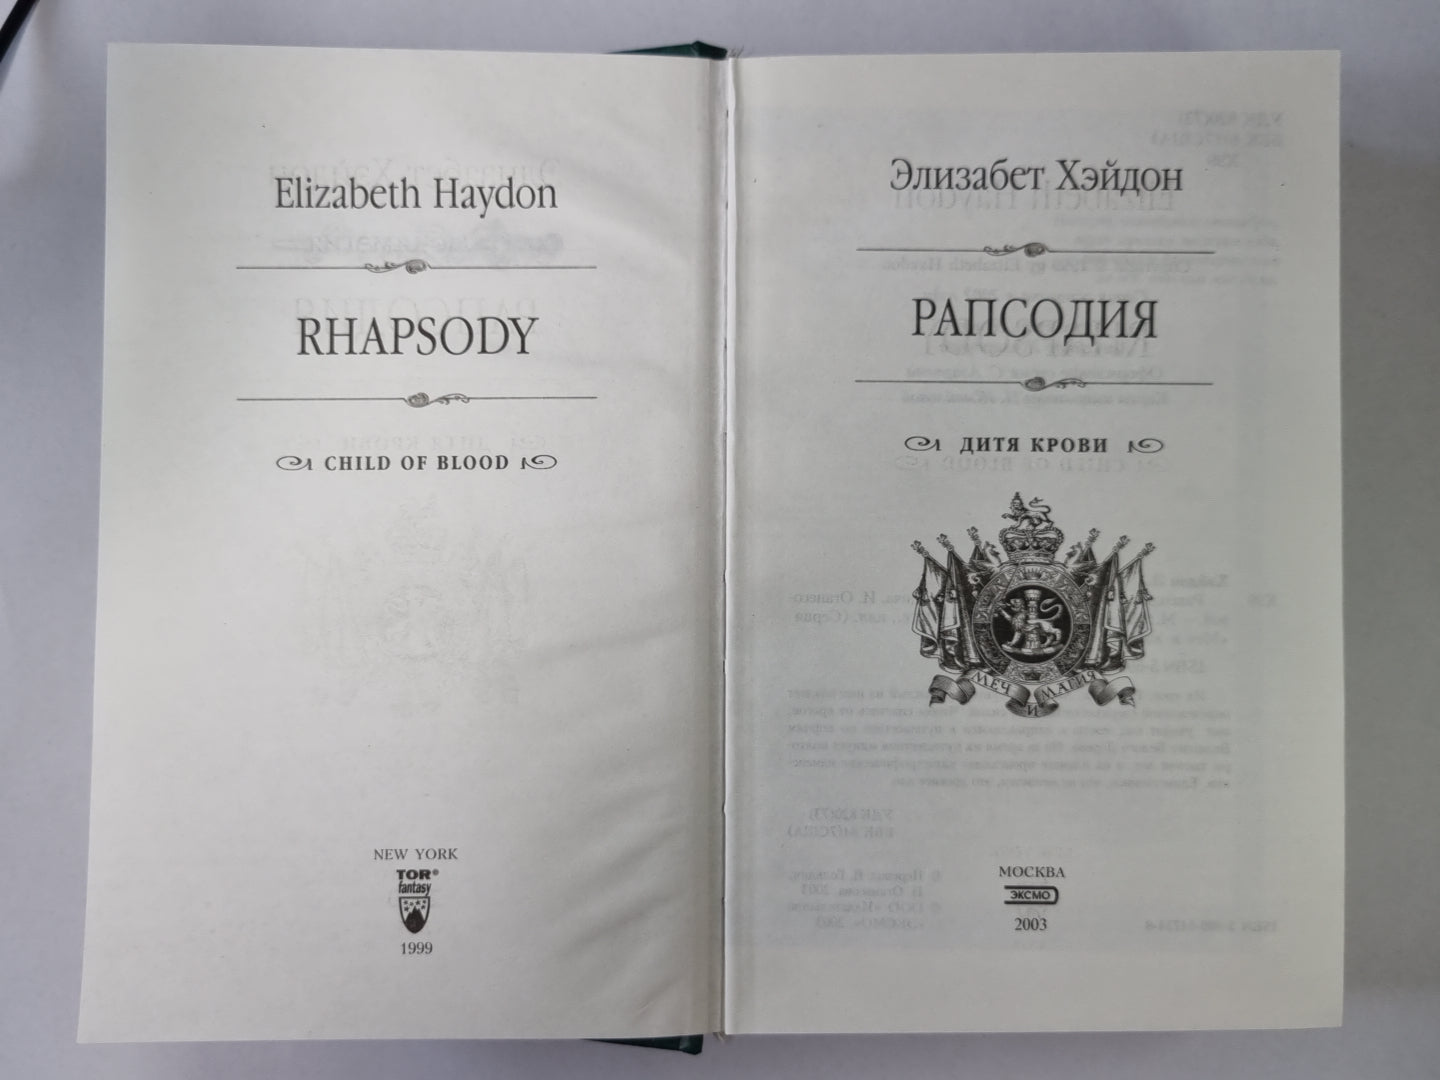 Elizabeth Haydon
RHAPSODY
CHILD OF BLOOD
NEW YORK
TOR®
fantasy
1999
Элизабет Хэйдон
РАПСОДИЯ
ДИТЯ КРОВИ
МЕЧ И МАГИЯ
МОСКВА
ЭКСМО
2003